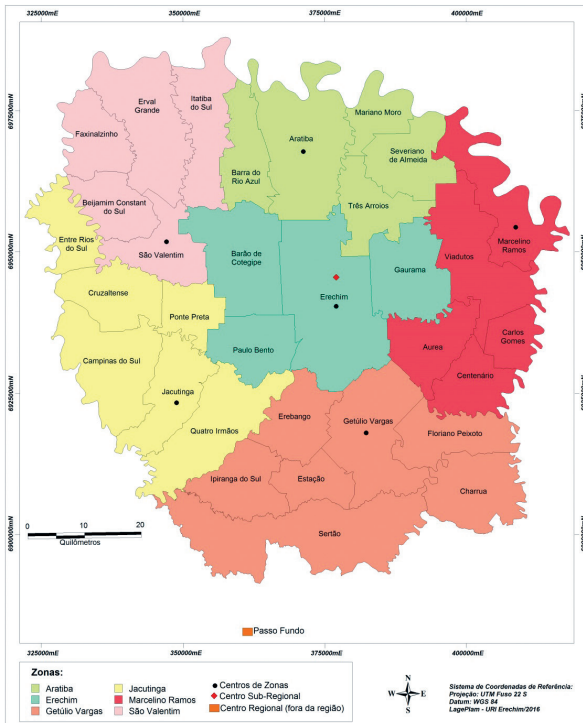 325000mE 350000mE 375000mE 400000mE
6975000mN
6950000mN
6925000mN
6900000mN
Itatiba
do Sul
Erval
Grande
Faxinalzinho
Mariano Moro
Aratiba
Severiano
de Almeida
Barra do
Rio Azul
Beijamim Constant
do Sul
Três Arroios
Entre Rios
do Sul
São Valentim
Barão de
Cotegipe
Viadutos
Marcelino
Ramos
Gaurama
Cruzaltense
Erechim
Ponte Preta
Carlos
Gomes
Paulo Bento
Aurea
Campinas do Sul
Centenário
Jacutinga
Erebango
Getúlio Vargas
Quatro Irmãos
Floriano Peixoto
Ipiranga do Sul
Estação
Charrua
Sertão
0 10 20
Quilômetros
Passo Fundo
325000mE 350000mE 375000mE 400000mE
Zonas:
Aratiba
Erechim
Getúlio Vargas
Jacutinga
Marcelino Ramos
São Valentim
Centros de Zonas
Centro Sub-Regional
Centro Regional (fora da região)
N
W E
S
Sistema de Coordenadas de Referência:
Projeção: UTM Fuso 22 S
Datum: WGS 84
LagePlam - URI Erechim/2016